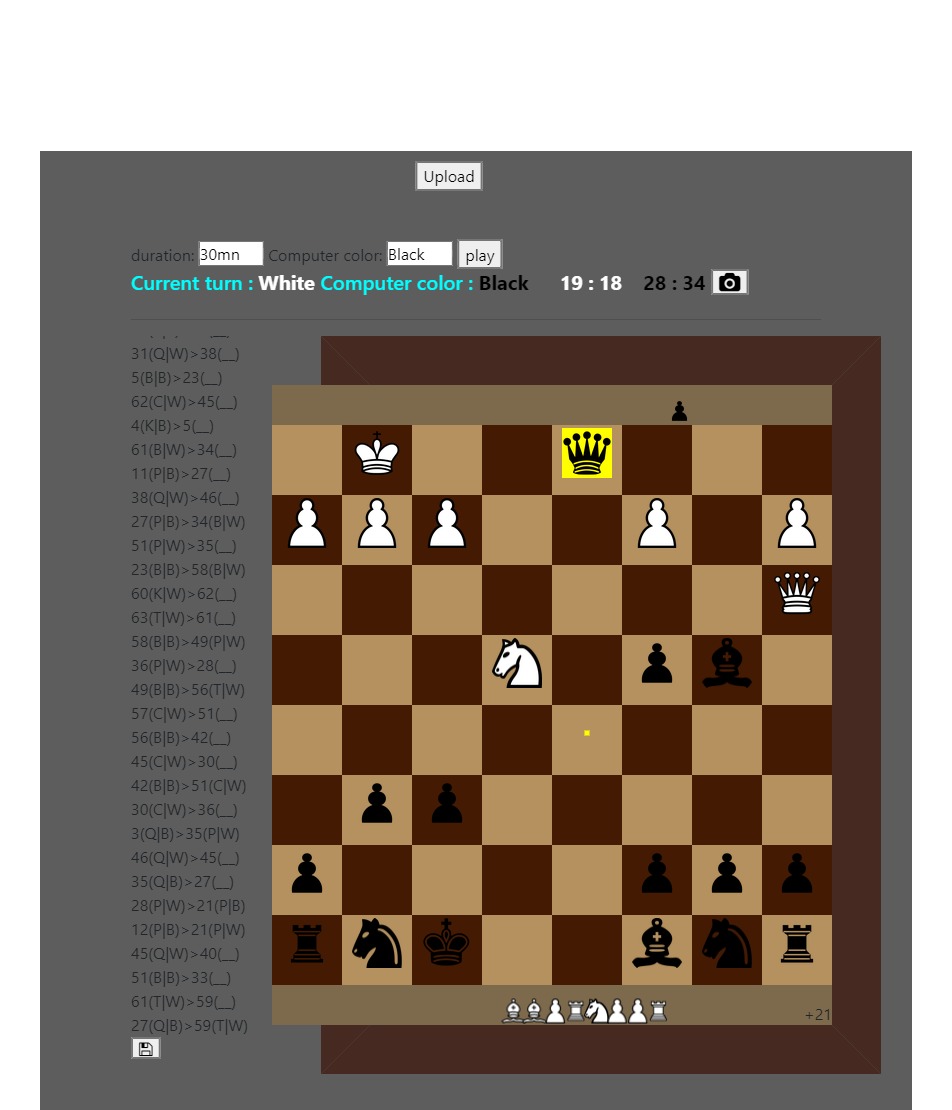 Upload
duration: 30mn Computer color: Black play
Current turn : White Computer color : Black 19 : 18 28 : 34
31(Q|W)>38(__)
5(B|B)>23(__)
62(C|W)>45(__)
4(K|B)>5(__)
61(B|W)>34(__)
11(P|B)>27(__)
38(Q|W)>46(__)
27(P|B)>34(B|W)
51(P|W)>35(__)
23(B|B)>58(B|W)
60(K|W)>62(__)
63(T|W)>61(__)
58(B|B)>49(P|W)
36(P|W)>28(__)
49(B|B)>56(T|W)
57(C|W)>51(__)
56(B|B)>42(__)
45(C|W)>30(__)
42(B|B)>51(C|W)
30(C|W)>36(__)
3(Q|B)>35(P|W)
46(Q|W)>45(__)
35(Q|B)>27(__)
28(P|W)>21(P|B)
12(P|B)>21(P|W)
45(Q|W)>40(__)
51(B|B)>33(__)
61(T|W)>59(__)
27(Q|B)>59(T|W)
+21